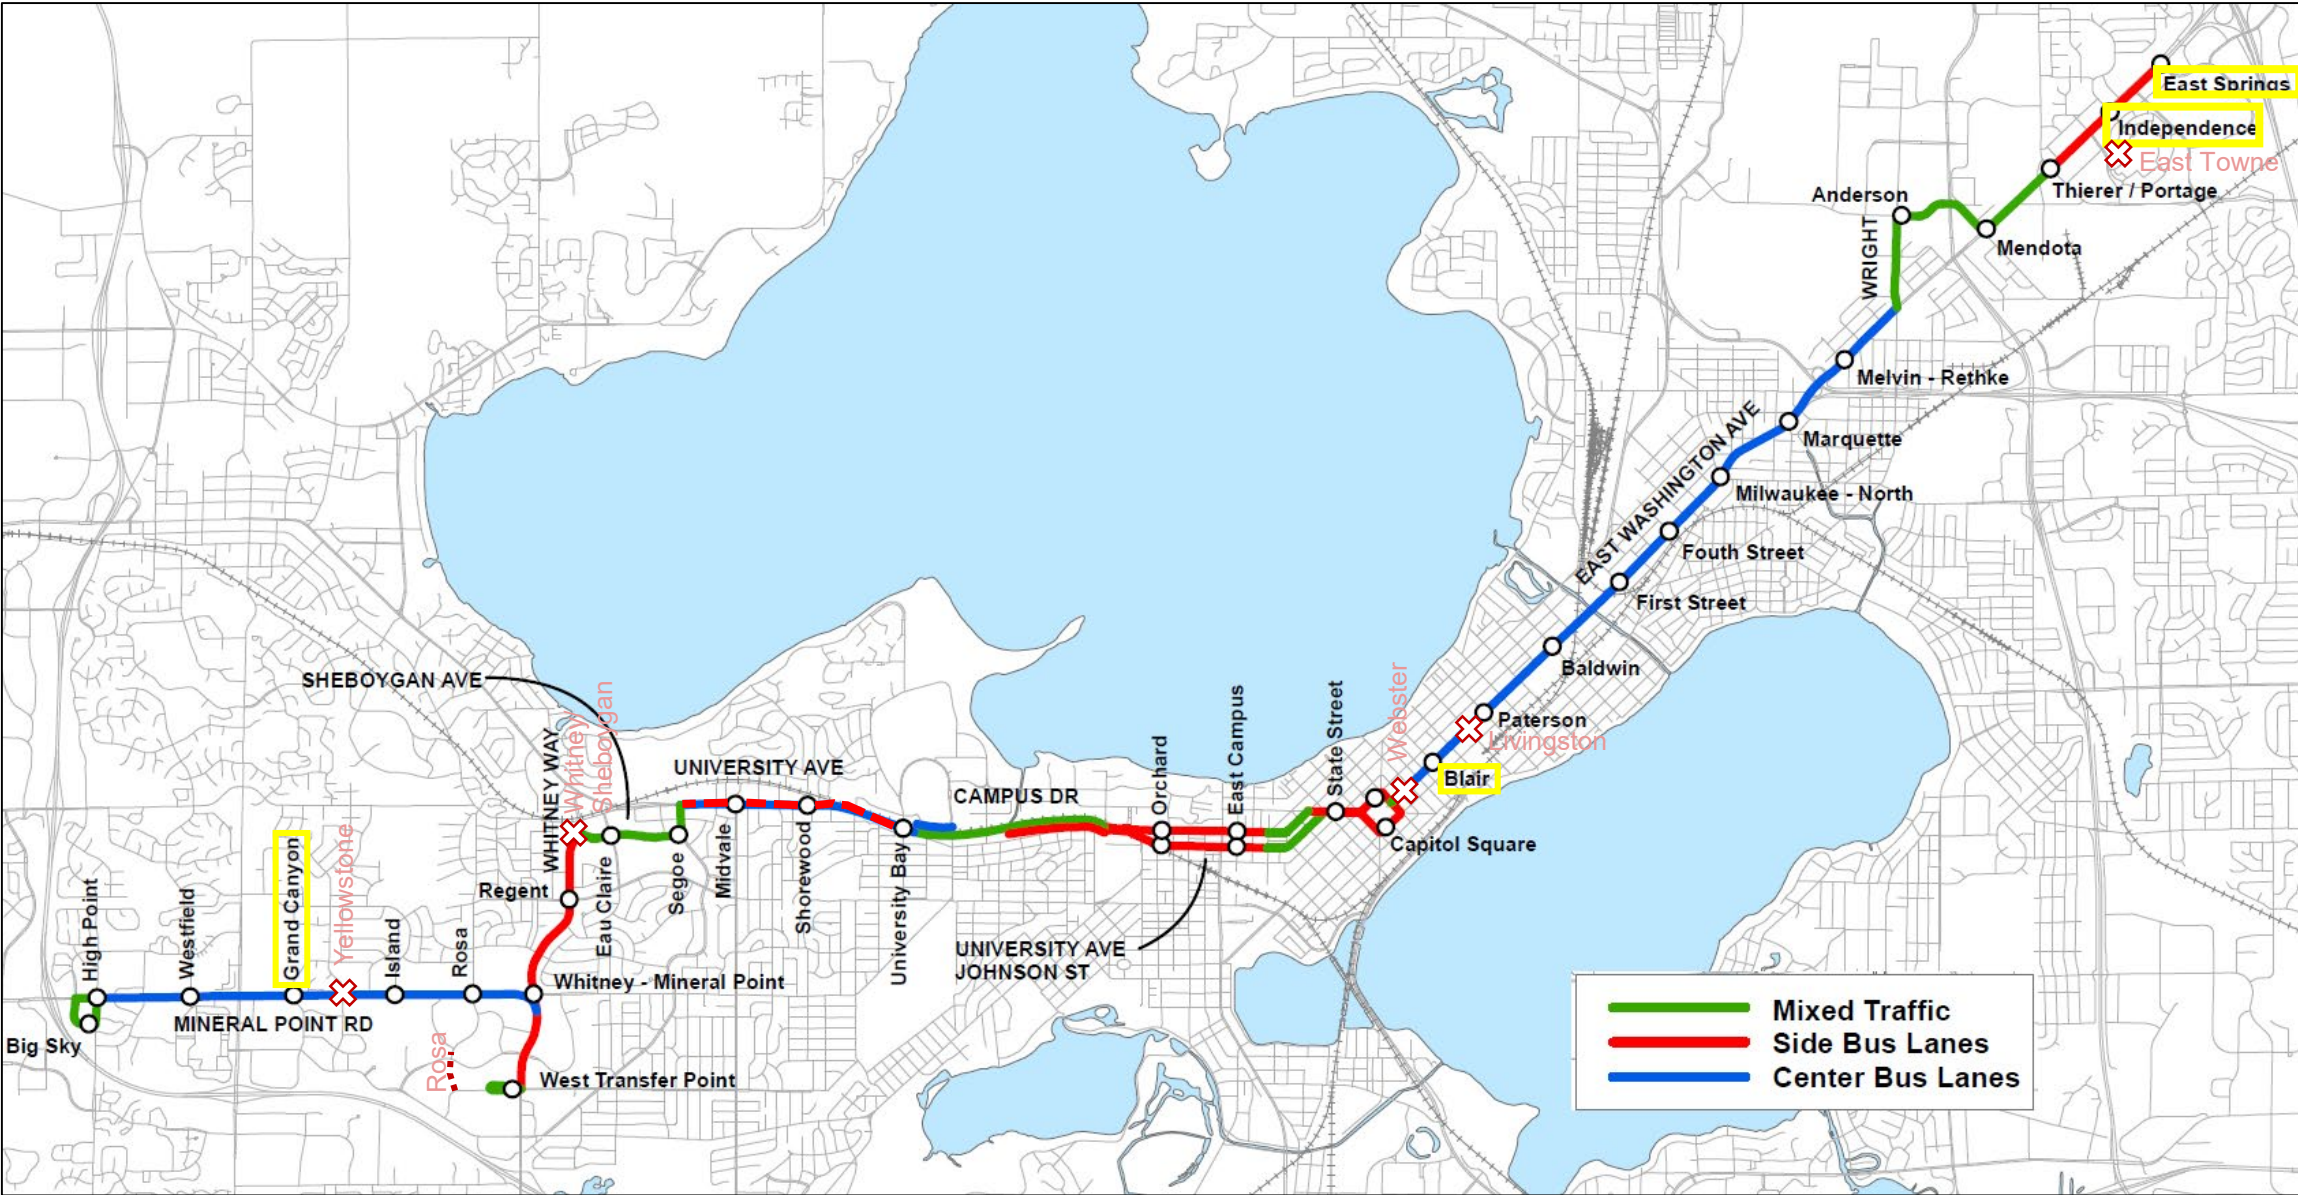 East Springs
Independence
East Towne
Thierer / Portage
Anderson
WRIGHT
Mendota
Melvin - Rethke
Marquette
EAST WASHINGTON AVE
Milwaukee - North
Fouth Street
First Street
Baldwin
Paterson
Livingston
Webster
Blair
State Street
Capitol Square
East Campus
Orchard
CAMPUS DR
UNIVERSITY AVE
JOHNSON ST
UNIVERSITY AVE
SHEBOYGAN AVE
Whitney/
Sheboygan
WHITNEY WAY
University Bay
Shorewood
Midvale
Segoe
Eau Claire
Regent
Whitney - Mineral Point
West Transfer Point
Rosa
Rosa
Island
Yellowstone
Grand Canyon
Westfield
High Point
MINERAL POINT RD
Big Sky
Mixed Traffic
Side Bus Lanes
Center Bus Lanes